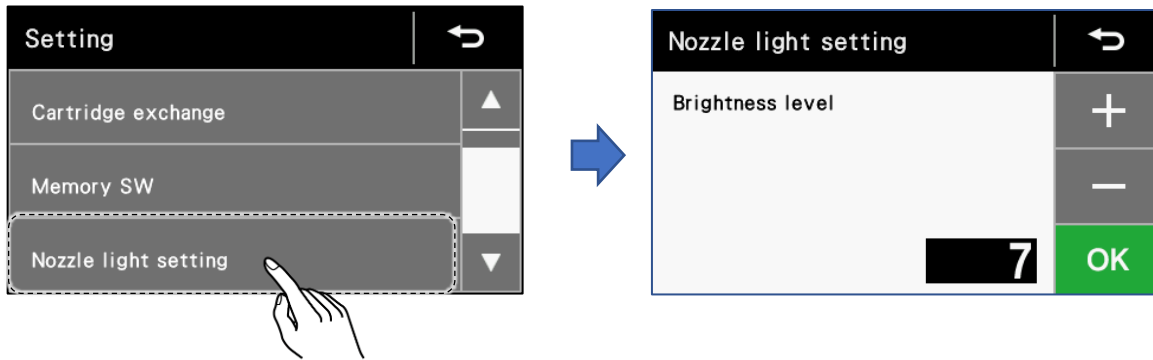 Setting
Cartridge exchange
Memory SW
Nozzle light setting
Nozzle light setting
Brightness level
7
OK